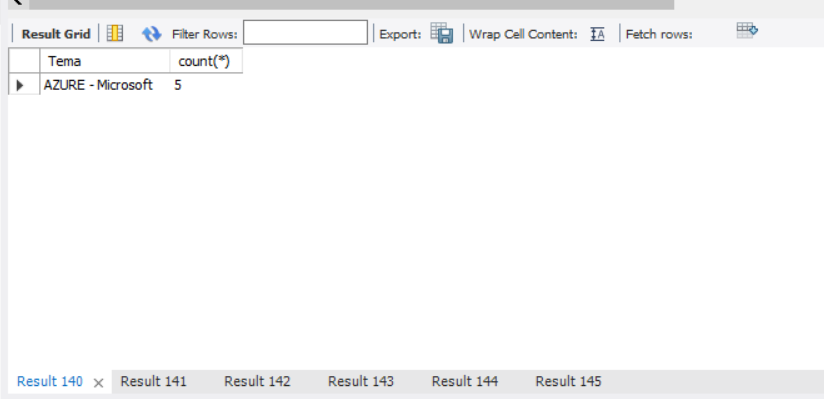 Result Grid Filter Rows: Export: Wrap Cell Content: Fetch rows:
Tema count(*)
AZURE - Microsoft 5
Result 140 Result 141 Result 142 Result 143 Result 144 Result 145